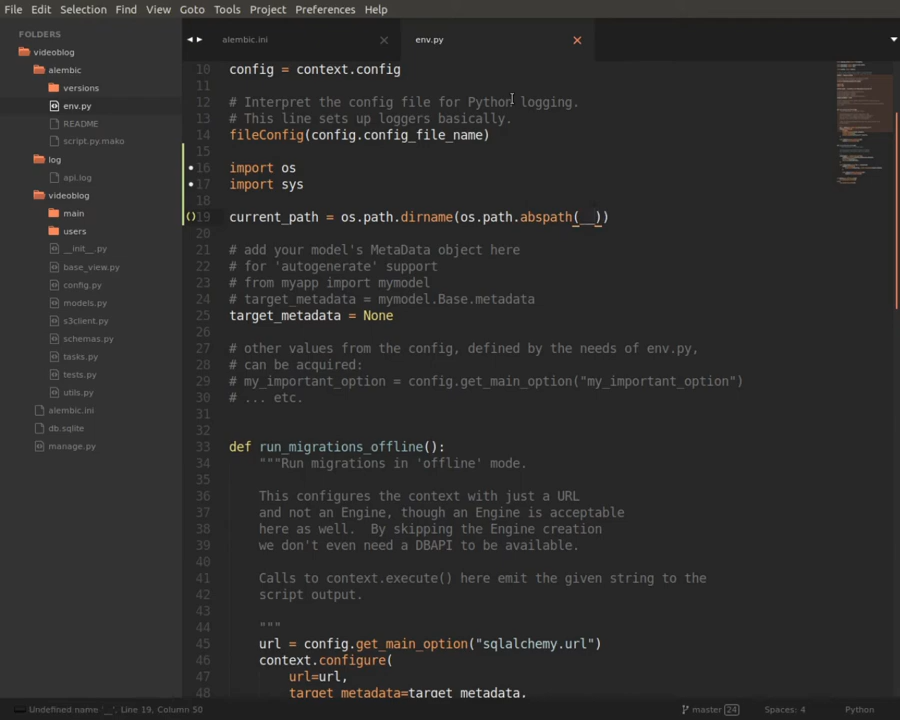 File Edit Selection Find View Goto Tools Project Preferences Help
FOLDERS
videoblog
alembic
versions
env.py
README
script.py.mako
log
api.log
videoblog
main
users
__init__.py
base_view.py
config.py
models.py
s3client.py
schemas.py
tasks.py
tests.py
utils.py
alembic.ini
db.sqlite
manage.py
alembic.ini
env.py
10 config = context.config
11
12 # Interpret the config file for Python logging.
13 # This line sets up loggers basically.
14 fileConfig(config.config_file_name)
15
16 import os
17 import sys
18
19 current_path = os.path.dirname(os.path.abspath(__))
20
21 # add your model's MetaData object here
22 # for 'autogenerate' support
23 # from myapp import mymodel
24 # target_metadata = mymodel.Base.metadata
25 target_metadata = None
26
27 # other values from the config, defined by the needs of env.py,
28 # can be acquired:
29 # my_important_option = config.get_main_option("my_important_option")
30 # ... etc.
31
32
33 def run_migrations_offline():
34 """Run migrations in 'offline' mode.
35
36 This configures the context with just a URL
37 and not an Engine, though an Engine is acceptable
38 here as well.  By skipping the Engine creation
39 we don't even need a DBAPI to be available.
40
41 Calls to context.execute() here emit the given string to the
42 script output.
43
44 """
45 url = config.get_main_option("sqlalchemy.url")
46 context.configure(
47 url=url,
48 target_metadata=target_metadata,
Undefined name '__', Line 19, Column 50
master 24
Spaces: 4
Python